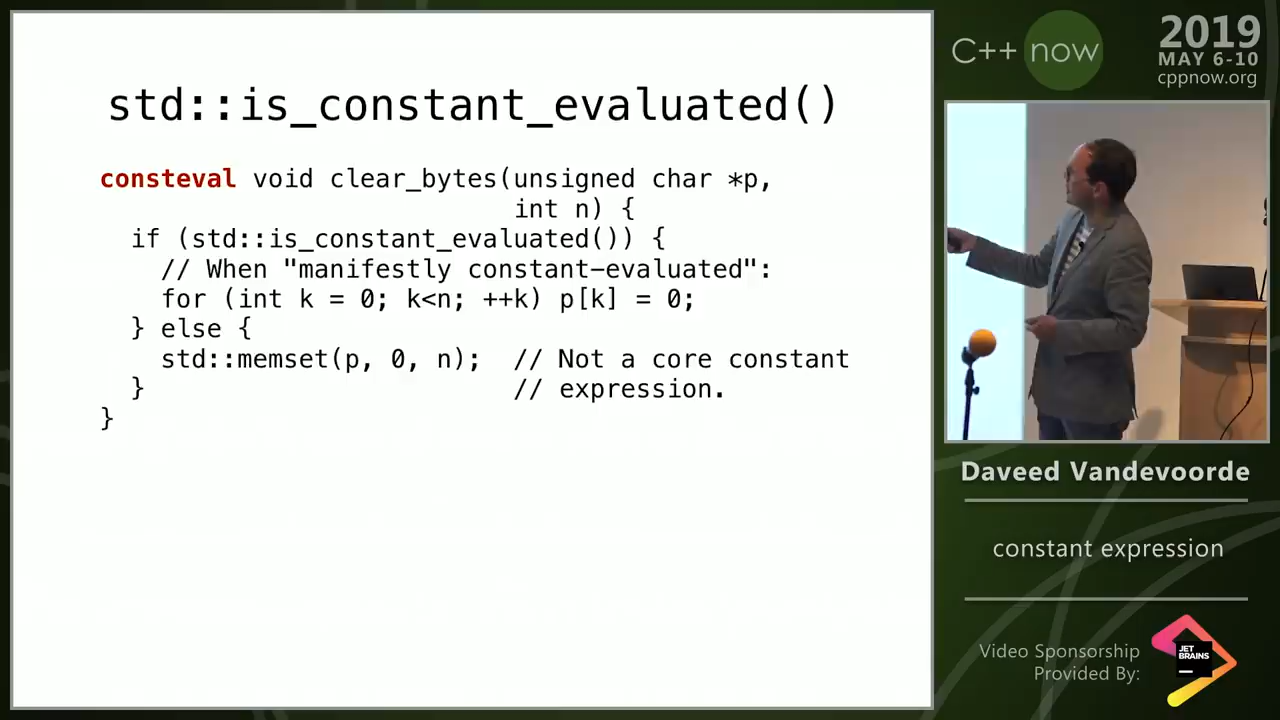 std::is_constant_evaluated()
consteval void clear_bytes(unsigned char *p,
int n) {
if (std::is_constant_evaluated()) {
// When "manifestly constant-evaluated":
for (int k = 0; k<n; ++k) p[k] = 0;
} else {
std::memset(p, 0, n); // Not a core constant
} // expression.
}
C++ now
2019
MAY 6-10
cppnow.org
Daveed Vandevoorde
constant expression
Video Sponsorship
Provided By:
JET
BRAINS